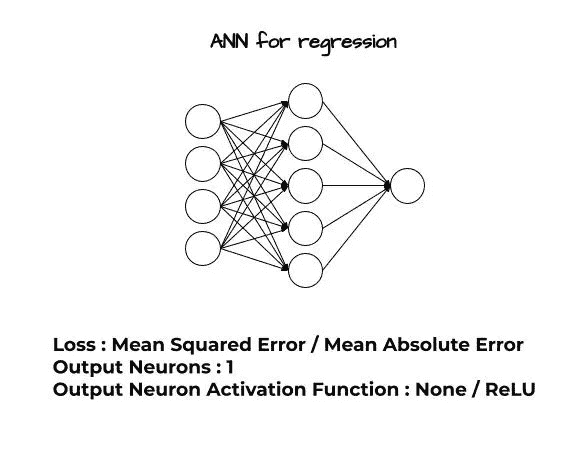 ANN for regression
Loss : Mean Squared Error / Mean Absolute Error
Output Neurons : 1
Output Neuron Activation Function : None / ReLU